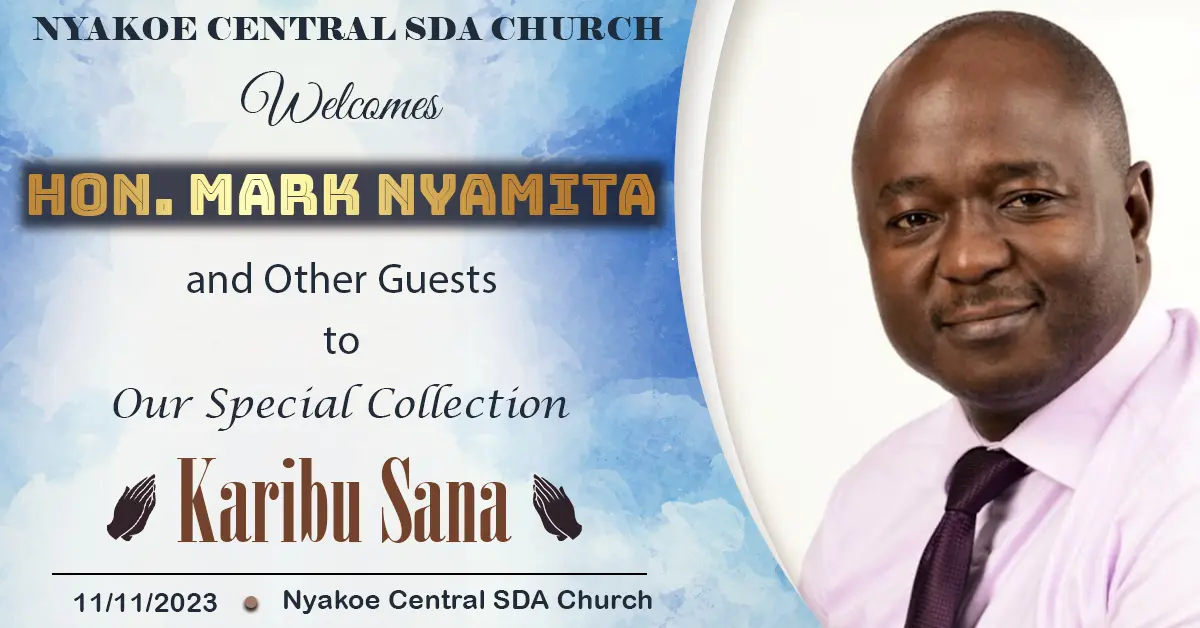 NYAKOE CENTRAL SDA CHURCH
Welcomes
HON. MARK NYAMITA
and Other Guests
to
Our Special Collection
Karibu Sana
11/11/2023 • Nyakoe Central SDA Church